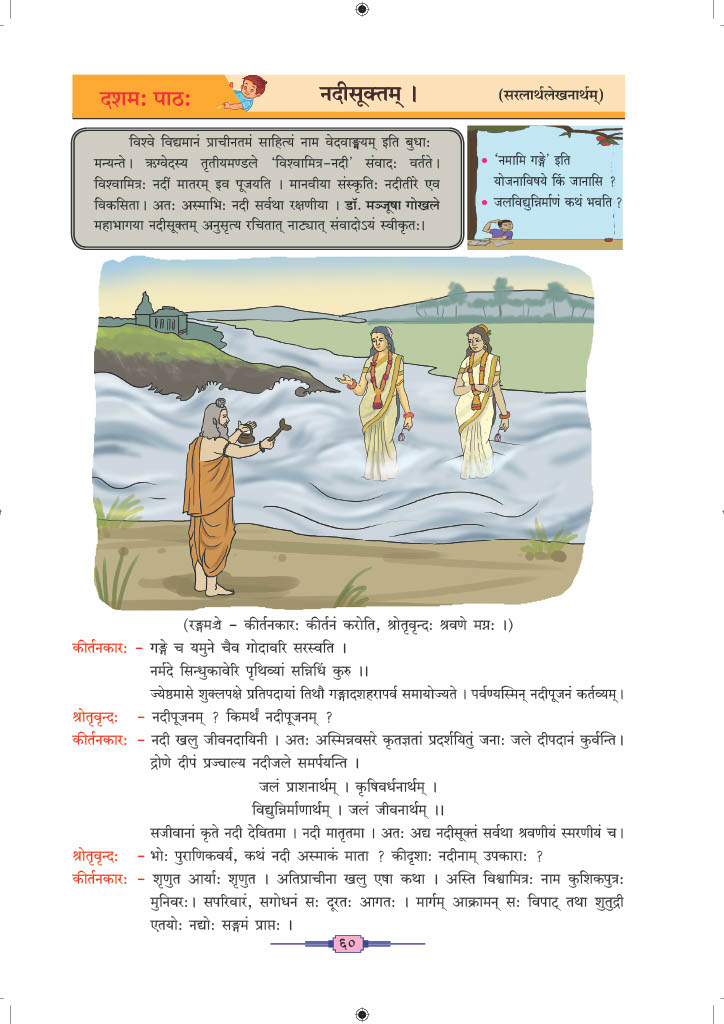 दशमः पाठः
नदीसूक्तम् ।
(सरलार्थलेखनार्थम्)
विश्वे विद्यमानं प्राचीनतमं साहित्यं नाम वेदवाङ्मयम् इति बुधाः
मन्यन्ते । ऋग्वेदस्य तृतीयमण्डले ‘विश्वामित्र-नदी’ संवादः वर्तते ।
विश्वामित्रः नदीं मातरम् इव पूजयति । मानवीया संस्कृतिः नदीतीरे एव
विकसिता । अतः अस्माभिः नदी सर्वथा रक्षणीया । डॉ. मञ्जूषा गोखले
महाभागया नदीसूक्तम् अनुसृत्य रचितात् नाट्यात् संवादोऽयं स्वीकृतः।
• ‘नमामि गङ्गे’ इति
योजनाविषये किं जानासि ?
• जलविद्युन्निर्माणं कथं भवति ?
(रङ्गमञ्चे - कीर्तनकारः कीर्तनं करोति, श्रोतृवृन्दः श्रवणे मग्नः ।)
कीर्तनकारः - गङ्गे च यमुने चैव गोदावरि सरस्वति ।
नर्मदे सिन्धुकावेरि पृथिव्यां सन्निधिं कुरु ।।
ज्येष्ठमासे शुक्लपक्षे प्रतिपदायां तिथौ गङ्गादशहरापर्व समायोज्यते । पर्वण्यस्मिन् नदीपूजनं कर्तव्यम् ।
श्रोतृवृन्दः - नदीपूजनम् ? किमर्थं नदीपूजनम् ?
कीर्तनकारः - नदी खलु जीवनदायिनी । अतः अस्मिन्नवसरे कृतज्ञतां प्रदर्शयितुं जनाः जले दीपदानं कुर्वन्ति ।
द्रोणे दीपं प्रज्वाल्य नदीजले समर्पयन्ति ।
जलं प्राशनार्थम् । कृषिवर्धनार्थम् ।
विद्युन्निर्माणार्थम् । जलं जीवनार्थम् ।।
सजीवानां कृते नदी देवितमा । नदी मातृतमा । अतः अद्य नदीसूक्तं सर्वथा श्रवणीयं स्मरणीयं च ।
श्रोतृवृन्दः - भोः पुराणिकवर्य, कथं नदी अस्माकं माता ? कीदृशाः नदीनाम् उपकाराः ?
कीर्तनकारः - शृणुत आर्याः शृणुत । अतिप्राचीना खलु एषा कथा । अस्ति विश्वामित्रः नाम कुशिकपुत्रः
मुनिवरः । सपरिवारं, सगोधनं सः दूरतः आगतः । मार्गम् आक्रामन् सः विपाट् तथा शुतुद्री
एतयोः नद्योः सङ्गमं प्राप्तः ।
६०